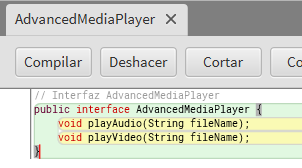 AdvancedMediaPlayer ×
Compilar Deshacer Cortar
// Interfaz AdvancedMediaPlayer
public interface AdvancedMediaPlayer {
void playAudio(String fileName);
void playVideo(String fileName);
}